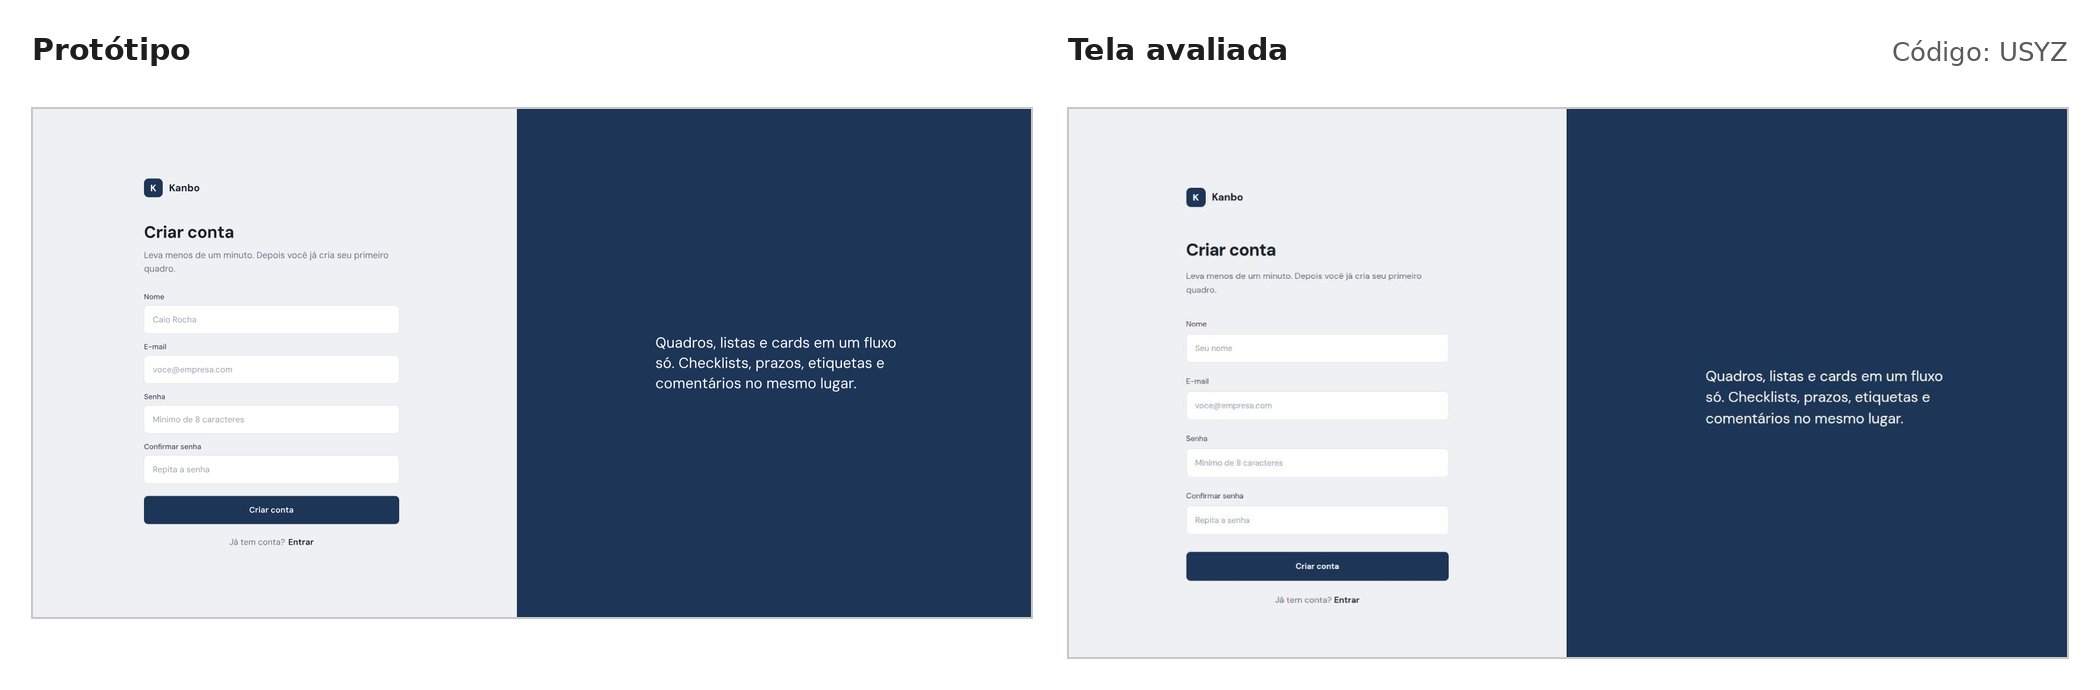 Protótipo
K Kanbo
Criar conta
Leva menos de um minuto. Depois você já cria seu primeiro
quadro.
Nome
Caio Rocha
E-mail
voce@empresa.com
Senha
Mínimo de 8 caracteres
Confirmar senha
Repita a senha
Criar conta
Já tem conta? Entrar
Quadros, listas e cards em um fluxo
só. Checklists, prazos, etiquetas e
comentários no mesmo lugar.
Tela avaliada
Código: USYZ
K Kanbo
Criar conta
Leva menos de um minuto. Depois você já cria seu primeiro
quadro.
Nome
Seu nome
E-mail
voce@empresa.com
Senha
Mínimo de 8 caracteres
Confirmar senha
Repita a senha
Criar conta
Já tem conta? Entrar
Quadros, listas e cards em um fluxo
só. Checklists, prazos, etiquetas e
comentários no mesmo lugar.